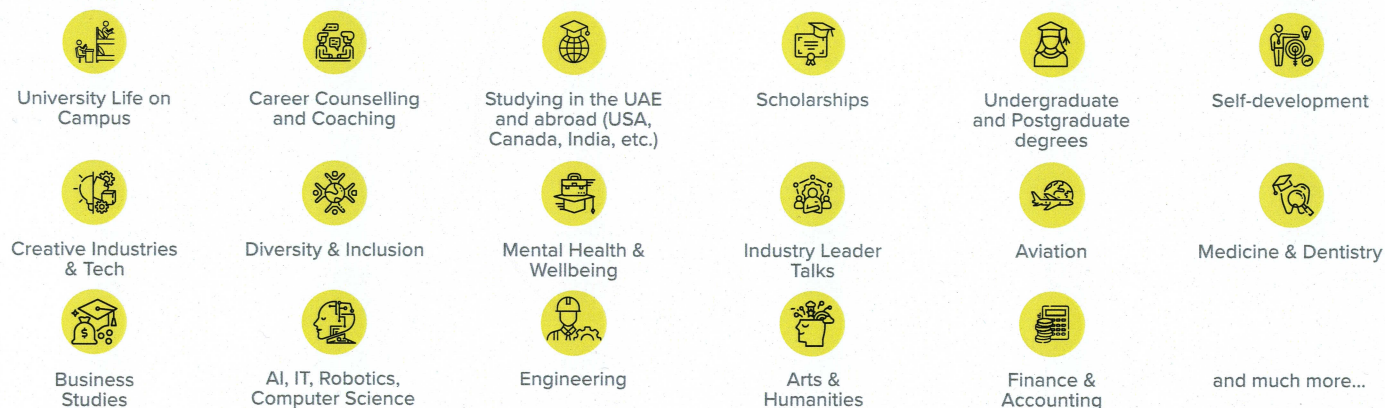 University Life on
Campus
Career Counselling
and Coaching
Studying in the UAE
and abroad (USA,
Canada, India, etc.)
Scholarships
Undergraduate
and Postgraduate
degrees
Self-development
Creative Industries
& Tech
Diversity & Inclusion
Mental Health &
Wellbeing
Industry Leader
Talks
Aviation
Medicine & Dentistry
$
Business
Studies
AI, IT, Robotics,
Computer Science
Engineering
Arts &
Humanities
Finance &
Accounting
and much more...